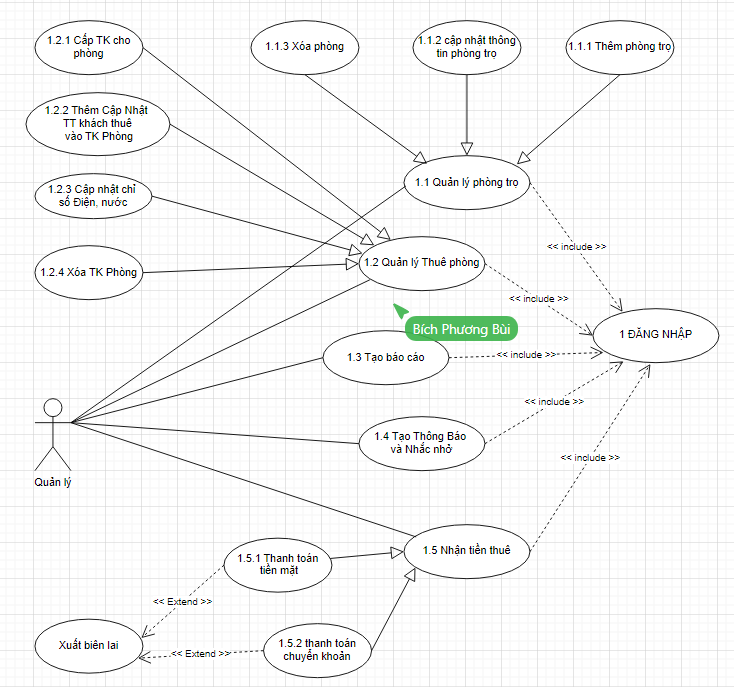 1.2.1 Cấp TK cho
phòng
1.1.3 Xóa phòng
1.1.2 cập nhật thông
tin phòng trọ
1.1.1 Thêm phòng trọ
1.2.2 Thêm Cập Nhật
TT khách thuê
vào TK Phòng
1.1 Quản lý phòng trọ
1.2.3 Cập nhật chỉ
số Điện, nước
<< include >>
1.2 Quản lý Thuê phòng
1.2.4 Xóa TK Phòng
<< include >>
Bích Phương Bùi
1 ĐĂNG NHẬP
1.3 Tạo báo cáo
<< include >>
<< include >>
1.4 Tạo Thông Báo
và Nhắc nhở
<< include >>
Quản lý
1.5 Nhận tiền thuê
1.5.1 Thanh toán
tiền mặt
<< Extend >>
Xuất biên lai
<< Extend >>
1.5.2 thanh toán
chuyển khoản